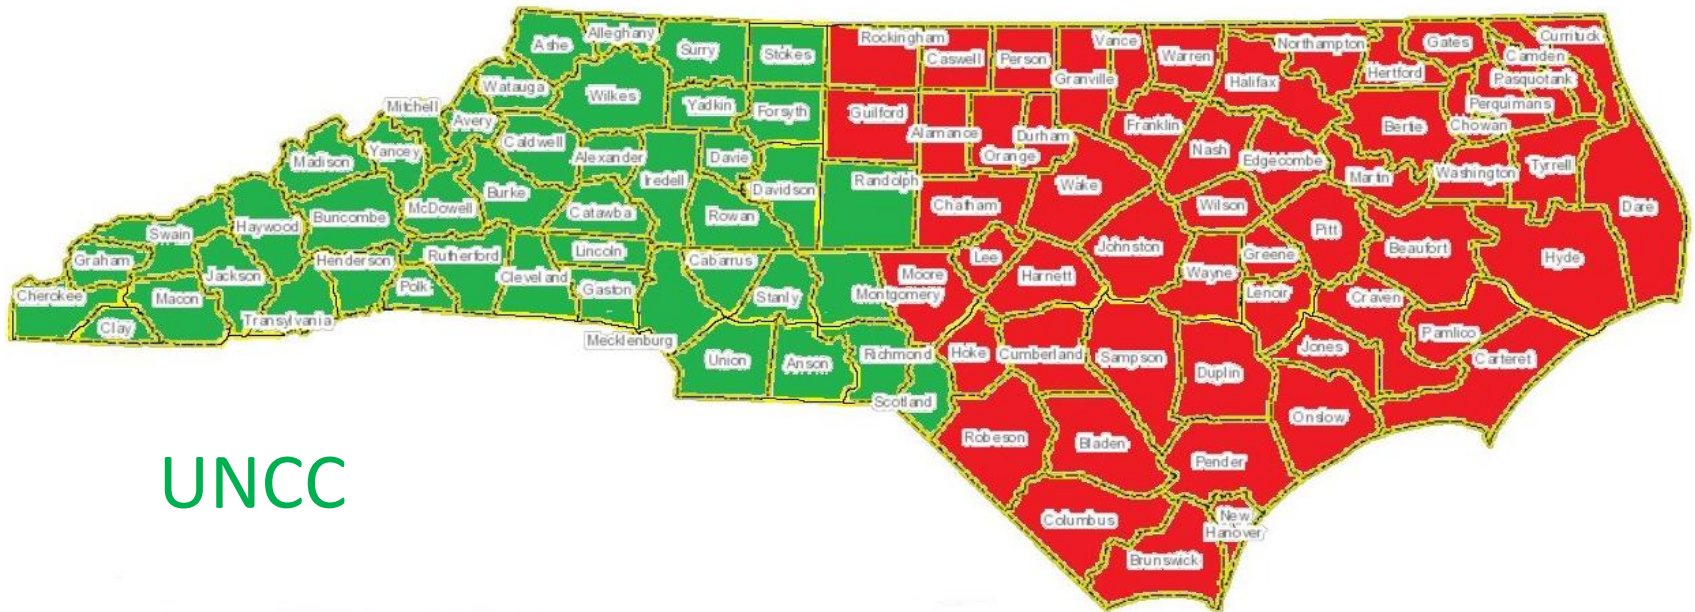 Ashe
Alleghany
Surry
Stokes
Rockingham
Caswell
Person
Granville
Vance
Warren
Northampton
Halifax
Hertford
Gates
Currituck
Camden
Pasquotank
Perquimans
Chowan
Bertie
Watauga
Wilkes
Yadkin
Forsyth
Guilford
Alamance
Orange
Durham
Franklin
Nash
Edgecombe
Martin
Washington
Tyrrell
Dare
Mitchell
Avery
Caldwell
Alexander
Iredell
Davie
Davidson
Randolph
Chatham
Wake
Wilson
Pitt
Beaufort
Hyde
Madison
Yancey
McDowell
Burke
Catawba
Rowan
Buncombe
Haywood
Swain
Graham
Cherokee
Clay
Macon
Jackson
Transylvania
Henderson
Polk
Rutherford
Cleveland
Lincoln
Gaston
Cabarrus
Stanly
Montgomery
Moore
Lee
Harnett
Johnston
Wayne
Greene
Lenoir
Craven
Pamlico
Carteret
Jones
Mecklenburg
Union
Anson
Richmond
Scotland
Hoke
Cumberland
Sampson
Duplin
Onslow
Robeson
Bladen
Pender
Columbus
Brunswick
New
Hanover
UNCC